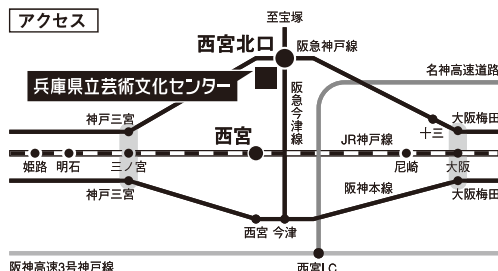 アクセス
至宝塚
西宮北口
阪急神戸線
兵庫県立芸術文化センター
名神高速道路
阪急今津線
神戸三宮
西宮
JR神戸線
十三
大阪梅田
姫路
明石
三ノ宮
尼崎
大阪
神戸三宮
阪神本線
大阪梅田
西宮
今津
阪神高速3号神戸線
西宮I.C